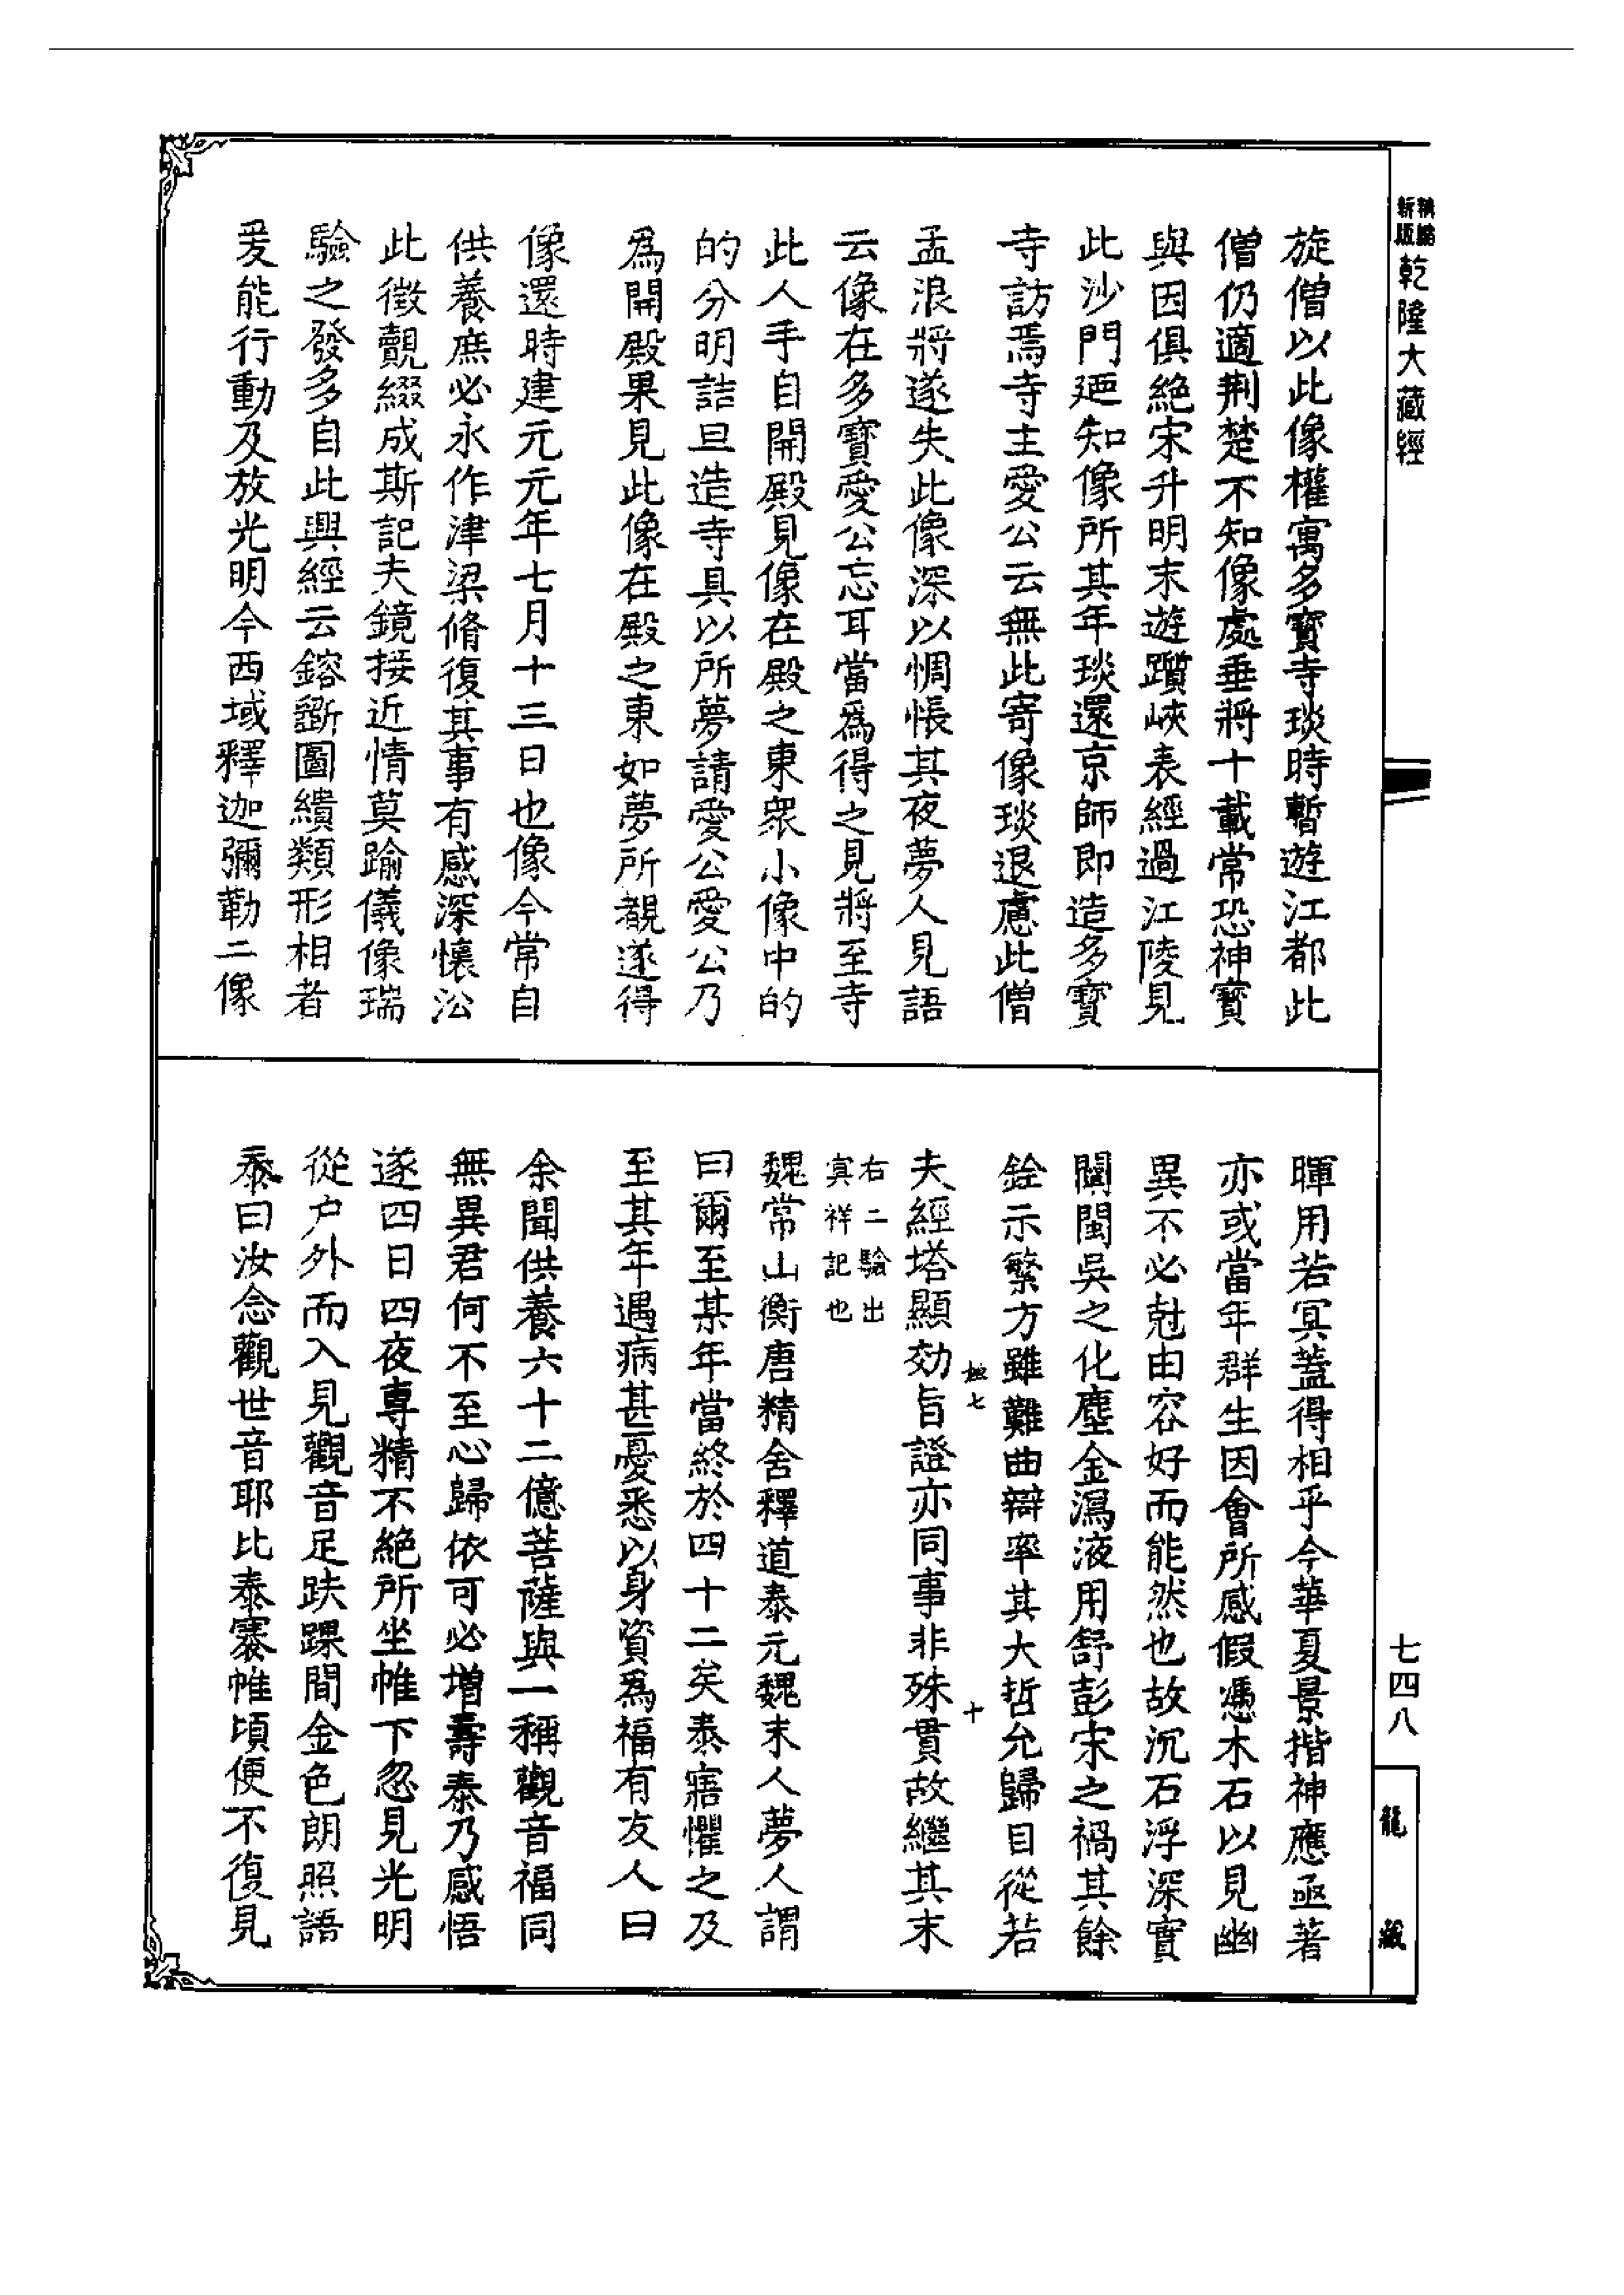 新版 精縮 乾隆大藏經
旋僧以此像權寓多寶寺琰時暫遊江都此
僧仍適荆楚不知像處垂將十載常恐神寳
與因俱絶宋升明末遊躓峽表經過江陵見
此沙門廼知像所其年琰還京師即造多寶
寺訪焉寺主愛公云無此寄像琰退慮此僧
孟浪將遂失此像深以惆悵其夜夢人見語
云像在多寶愛公忘耳當爲得之見將至寺
此人手自開殿見像在殿之東衆小像中的
的分明詰旦造寺具以所夢請愛公愛公乃
爲開殿果見此像在殿之東如夢所覩遂得
像還時建元元年七月十三日也像今常自
供養庶必永作津梁脩復其事有感深懐沿
此徵覿綴成斯記夫鏡接近情莫踰儀像瑞
驗之發多自此興經云鎔斵圖繢類形相者
爰能行動及放光明今西域釋迦彌勒二像
暉用若冥蓋得相乎今華夏景揩神應亟著
亦或當年群生因會所感假憑木石以見幽
異不必尅由容好而能然也故沉石浮深實
闡閩吳之化塵金瀉液用舒彭宋之禍其餘
銓示繁方雖難曲辯率其大哲允歸目從若
夫經塔顯効旨證亦同事非殊貫故繼其末
右二驗出
冥祥記也
魏常山衡唐精舍釋道泰元魏末人夢人謂
曰爾至某年當終於四十二矣泰寤懼之及
至其年遇病甚憂悉以身資爲福有友人曰
余聞供養六十二億菩薩與一稱觀音福同
無異君何不至心歸依可必增壽泰乃感悟
遂四日四夜専精不絶所坐帷下忽見光明
從户外而入見觀音足趺踝間金色朗照語
泰曰汝念觀世音耶比泰褰帷頃便不復見
七
十
七四八
龍藏